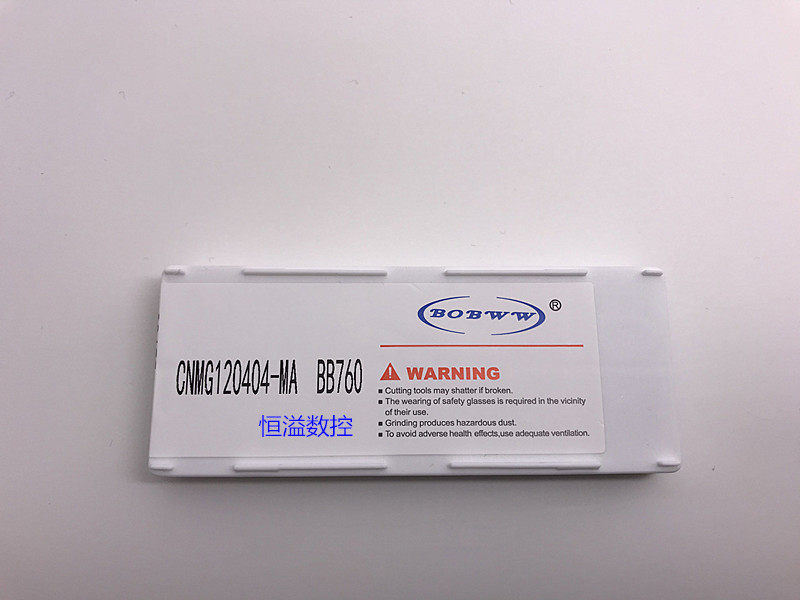 BOBWW®
CNMG120404-MA BB760
恒溢数控
WARNING
■ Cutting tools may shatter if broken.
■ The wearing of safety glasses is required in the vicinity
of their use.
■ Grinding produces hazardous dust.
■ To avoid adverse health effects,use adequate ventilation.